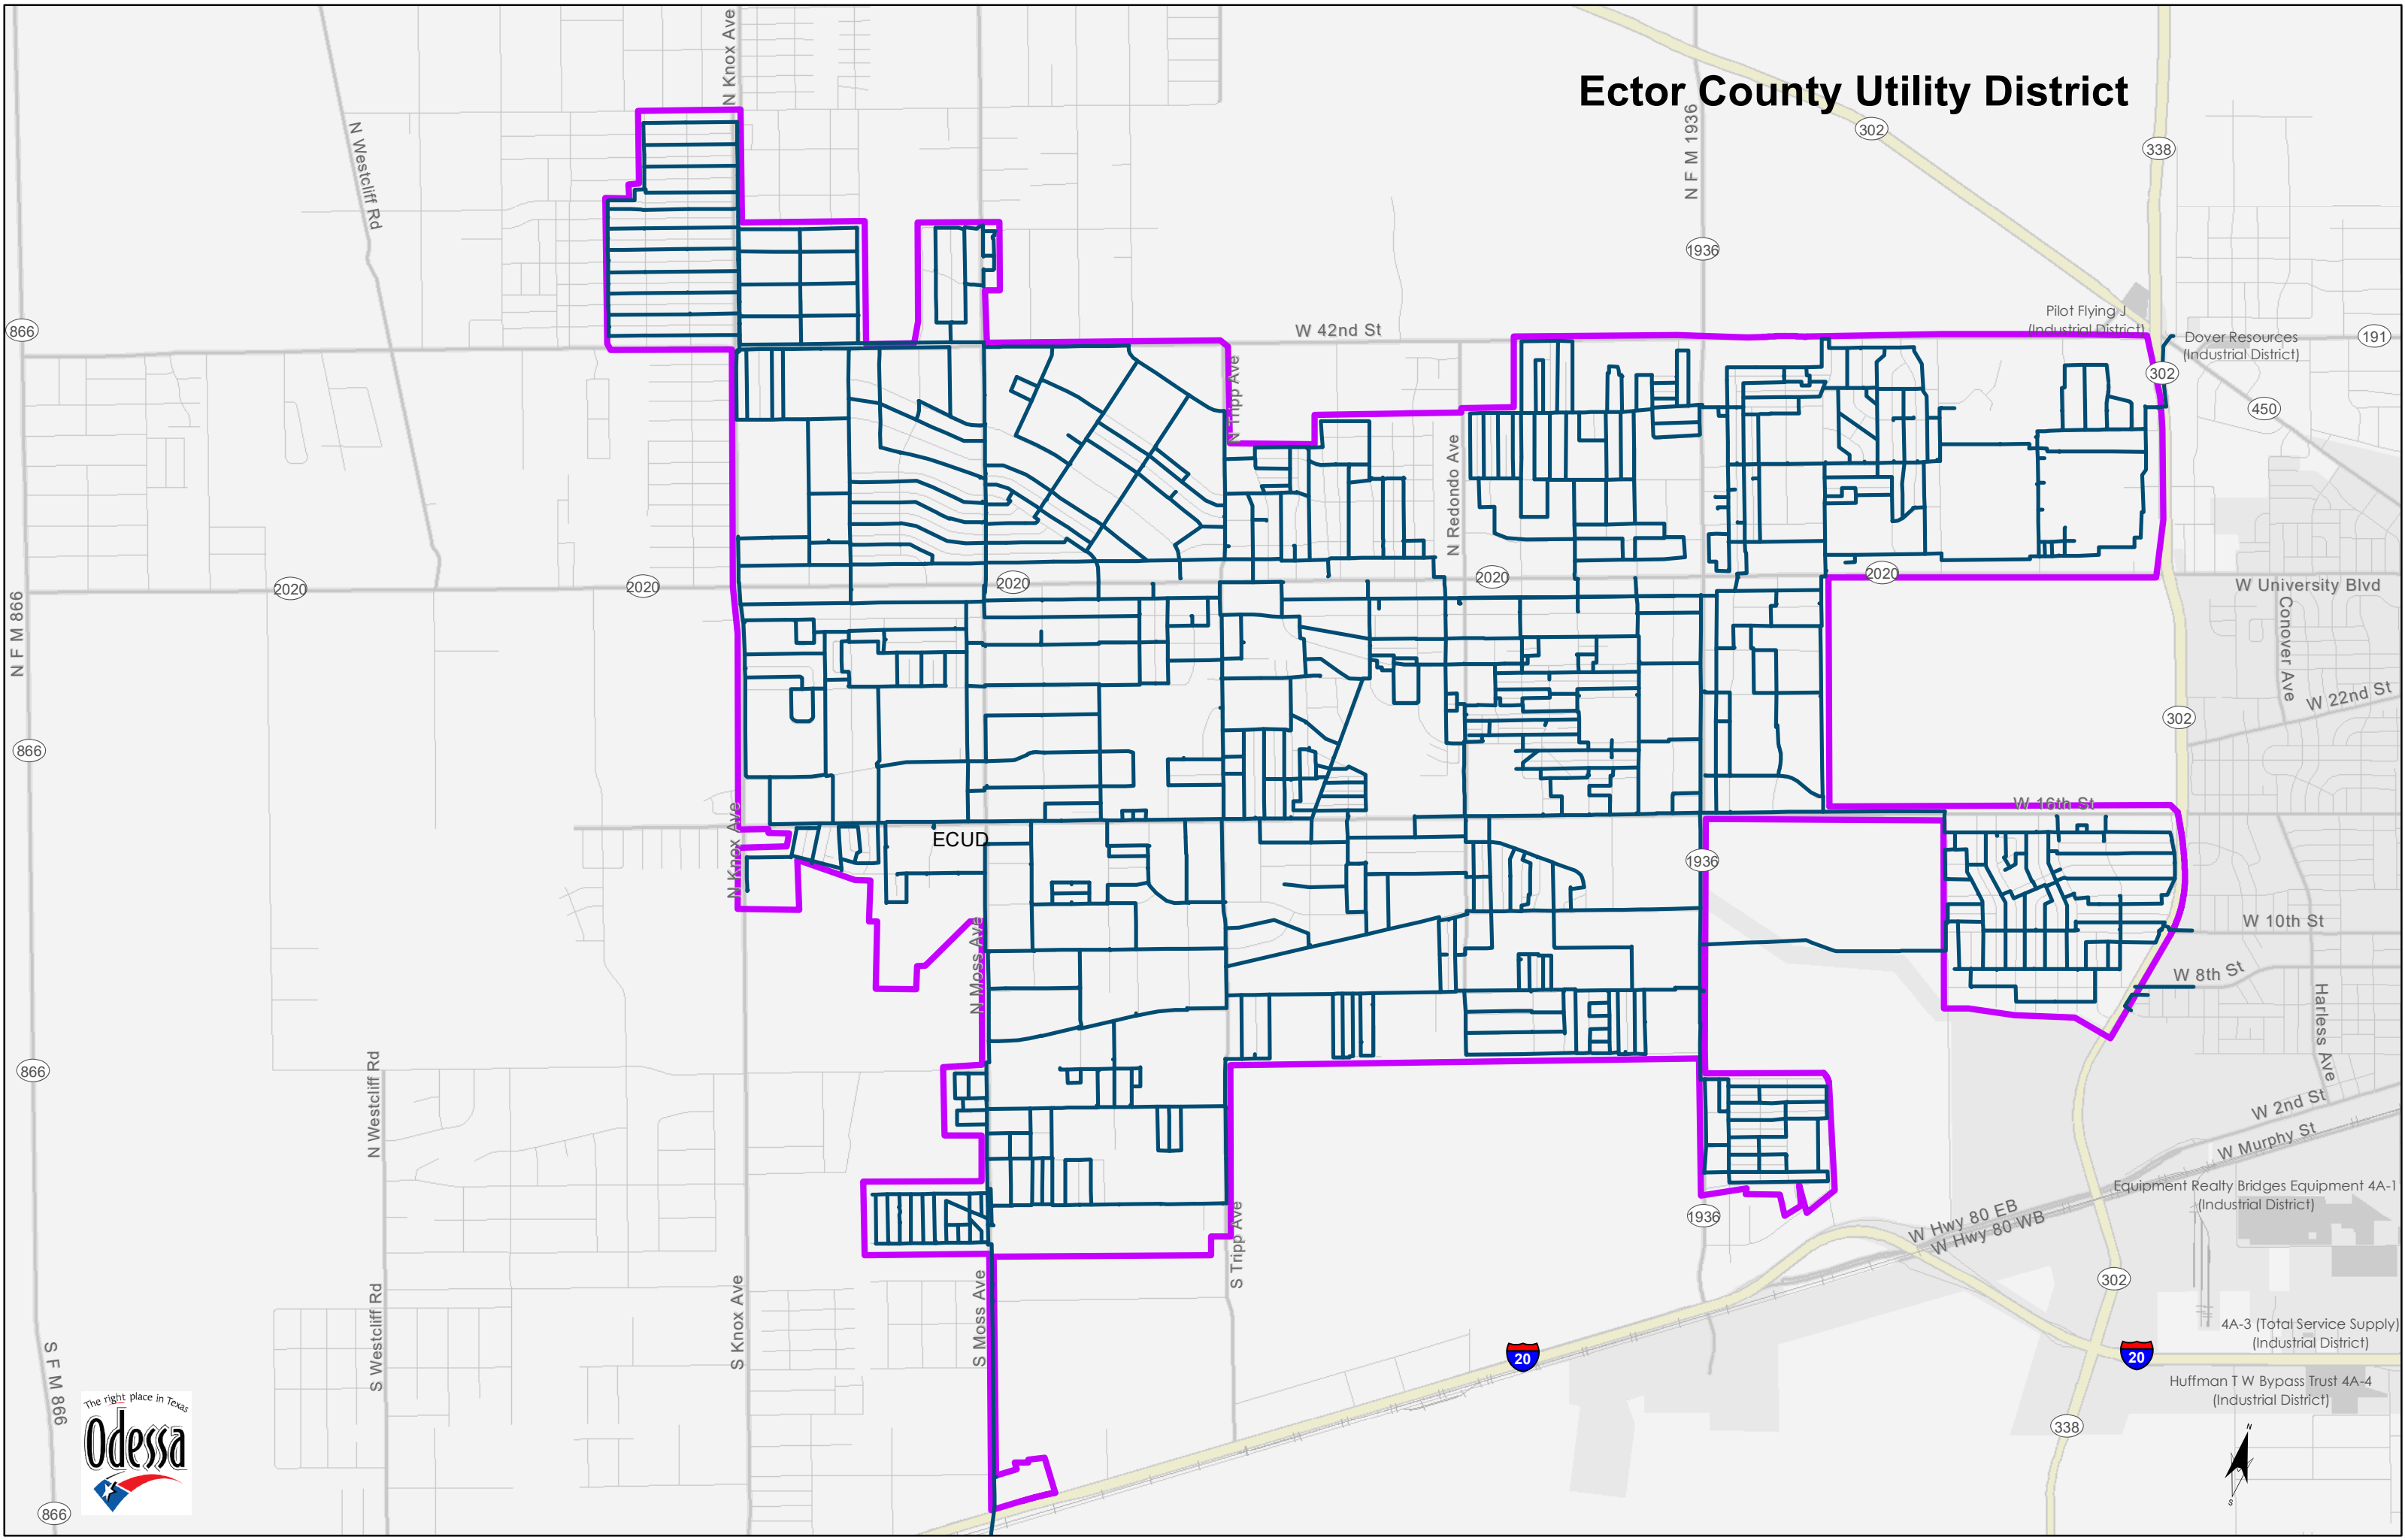 Ector County Utility District
N Knox Ave
N Westcliff Rd
N F M 1936
302
338
1936
866
W 42nd St
N Tripp Ave
Pilot Flying J
(Industrial District)
Dover Resources
(Industrial District)
191
302
450
N Redondo Ave
2020
2020
2020
2020
2020
W University Blvd
N F M 866
Conover Ave
W 22nd St
302
866
N Knox Ave
W 16th St
ECUD
1936
N Moss Ave
W 10th St
W 8th St
Harless Ave
866
N Westcliff Rd
W 2nd St
W Murphy St
Equipment Realty Bridges Equipment 4A-1
(Industrial District)
1936
W Hwy 80 EB
W Hwy 80 WB
S Tripp Ave
302
S Westcliff Rd
S Knox Ave
S Moss Ave
4A-3 (Total Service Supply)
(Industrial District)
20
20
S F M 866
Huffman T W Bypass Trust 4A-4
(Industrial District)
The right place in Texas
Odessa
338
N
S
866